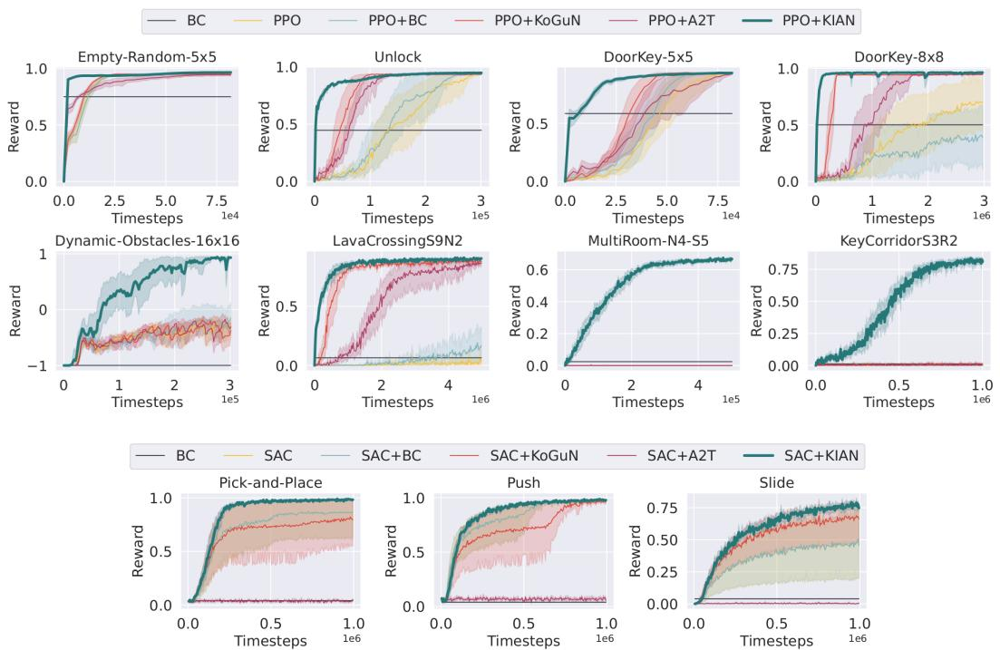 BC PPO PPO+BC PPO+KoGuN PPO+A2T PPO+KIAN
Empty-Random-5x5 Unlock DoorKey-5x5 DoorKey-8x8
Reward 1.0 0.5 0.0 Reward 1.0 0.5 0.0 Reward 1.0 0.5 0.0 Reward 1.0 0.5 0.0
0.0 2.5 5.0 7.5 0 1 2 3 0.0 2.5 5.0 7.5 0 1 2 3
Timesteps 1e4 Timesteps 1e5 Timesteps 1e4 Timesteps 1e6
Dynamic-Obstacles-16x16 LavaCrossingS9N2 MultiRoom-N4-S5 KeyCorridorS3R2
Reward 1 0 −1 Reward 0.5 0.0 Reward 0.6 0.4 0.2 0.0 Reward 0.75 0.50 0.25 0.00
0 1 2 3 0 2 4 0 2 4 0.0 0.5 1.0
Timesteps 1e5 Timesteps 1e6 Timesteps 1e5 Timesteps 1e6
BC SAC SAC+BC SAC+KoGuN SAC+A2T SAC+KIAN
Pick-and-Place Push Slide
Reward 1.0 0.5 0.0 Reward 1.0 0.5 0.0 Reward 0.75 0.50 0.25 0.00
0.0 0.5 1.0 0.0 0.5 1.0 0.0 0.5 1.0
Timesteps 1e6 Timesteps 1e6 Timesteps 1e6